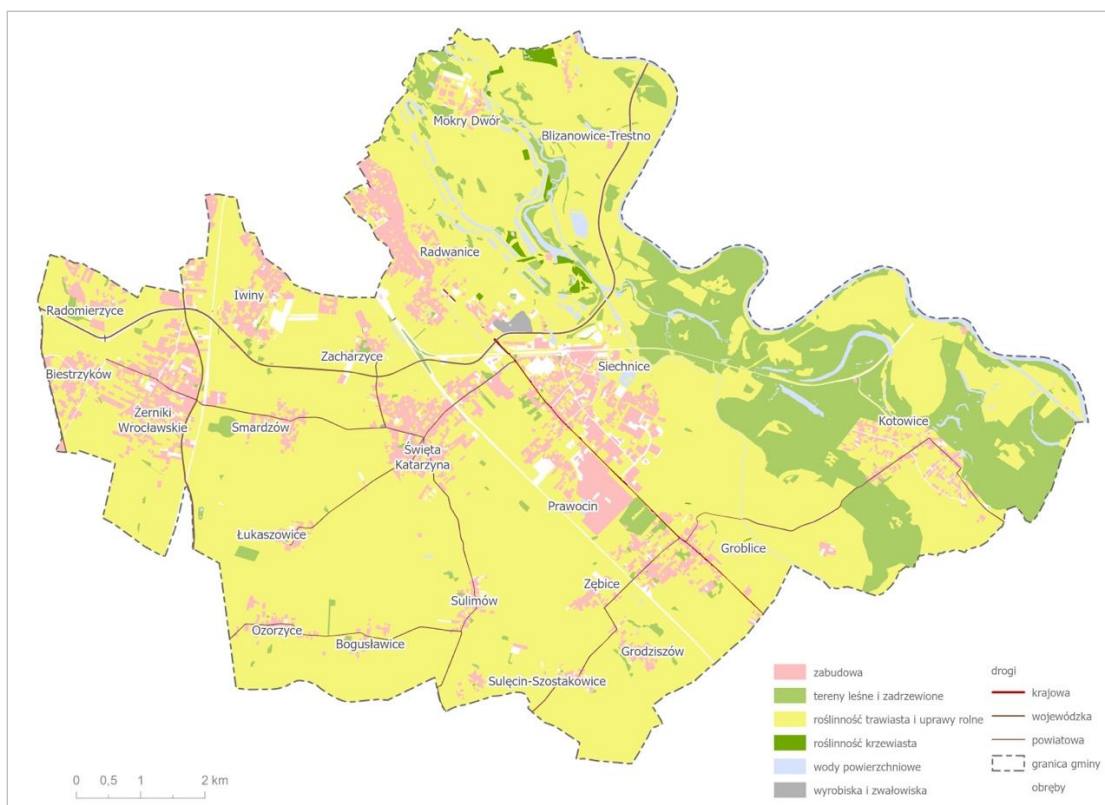 Mokry Dwór
Blizanowice-Trestno
Radwanice
Iwiny
Radomierzyce
Zacharzyce
Siechnice
Biestrzyków
Żerniki
Wrocławskie
Smardzów
Święta
Katarzyna
Kotowice
Prawocin
Łukaszowice
Groblice
Zębice
Sulimów
Ozorzyce
Bogusławice
Grodziszów
Sulęcin-Szostakowice
zabudowa
tereny leśne i zadrzewione
roślinność trawiasta i uprawy rolne
roślinność krzewiasta
wody powierzchniowe
wyrobiska i zwałowiska
drogi
krajowa
wojewódzka
powiatowa
granica gminy
obręby
0 0,5 1 2 km